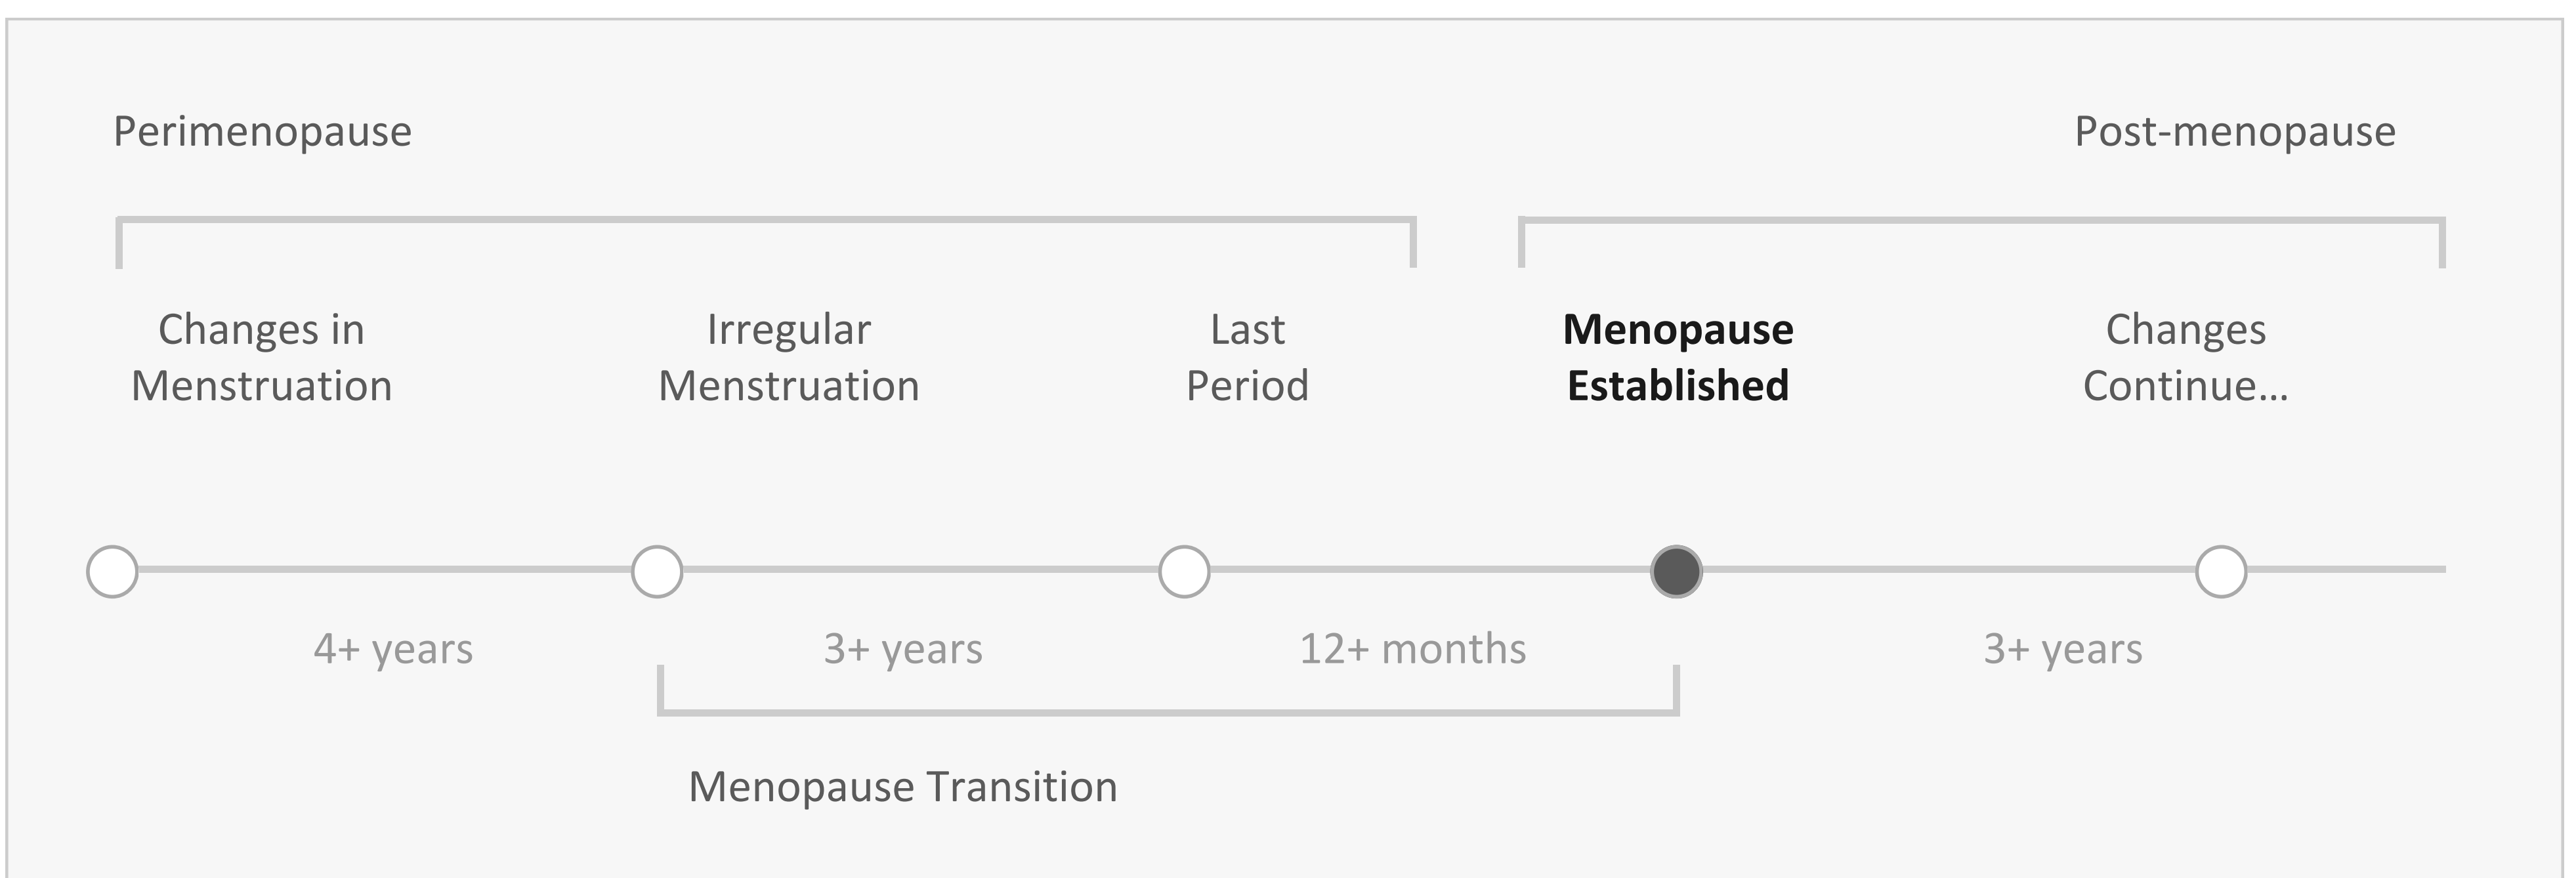 Perimenopause
Post-menopause
Changes in
Menstruation
Irregular
Menstruation
Last
Period
Menopause
Established
Changes
Continue...
4+ years
3+ years
12+ months
3+ years
Menopause Transition